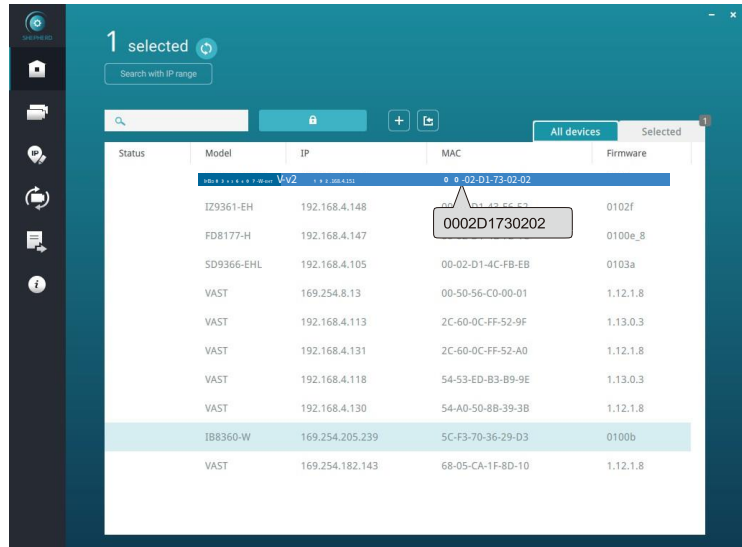 SHEPHERD
1 selected
Search with IP range
1
All devices Selected
Status Model IP MAC Firmware
V-v2 .168.4.151 0 0 -02-D1-73-02-02
IZ9361-EH 192.168.4.148 0102f
0002D1730202
FD8177-H 192.168.4.147 0100e_8
SD9366-EHL 192.168.4.105 00-02-D1-4C-FB-EB 0103a
VAST 169.254.8.13 00-50-56-C0-00-01 1.12.1.8
VAST 192.168.4.113 2C-60-0C-FF-52-9F 1.13.0.3
VAST 192.168.4.131 2C-60-0C-FF-52-A0 1.12.1.8
VAST 192.168.4.118 54-53-ED-B3-B9-9E 1.13.0.3
VAST 192.168.4.130 54-A0-50-8B-39-3B 1.12.1.8
IB8360-W 169.254.205.239 5C-F3-70-36-29-D3 0100b
VAST 169.254.182.143 68-05-CA-1F-8D-10 1.12.1.8